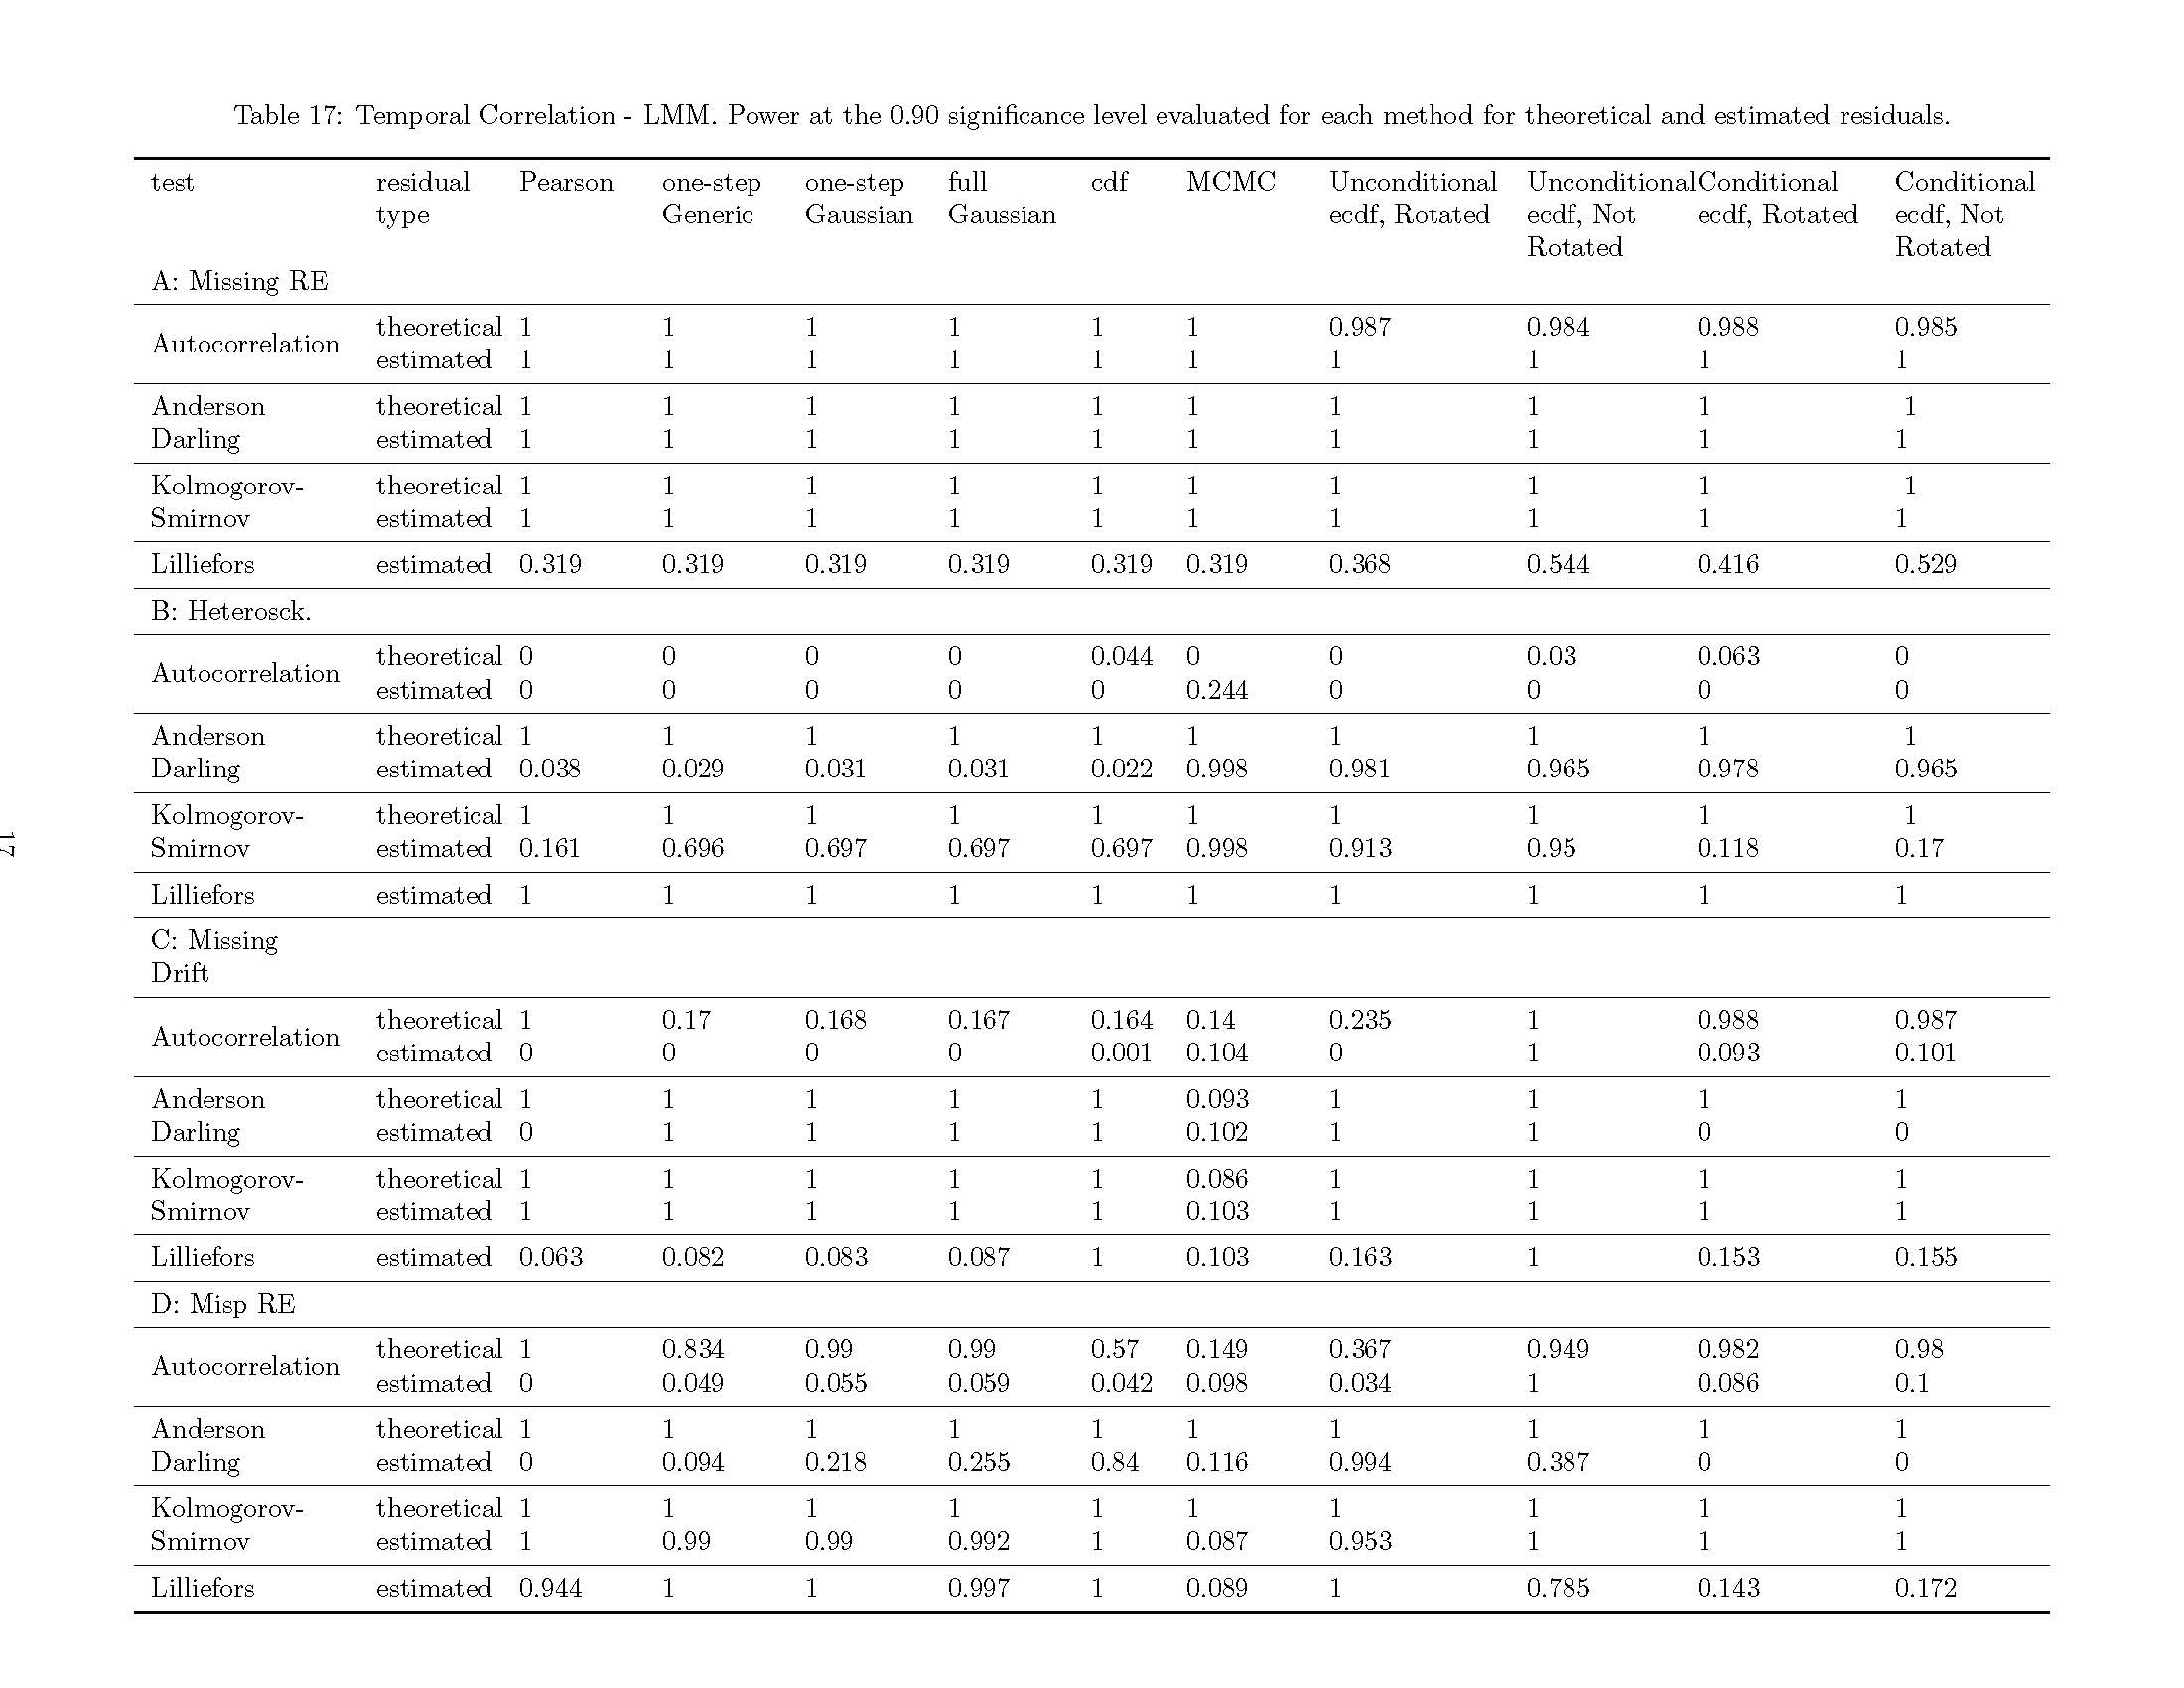 Table 17: Temporal Correlation - LMM. Power at the 0.90 significance level evaluated for each method for theoretical and estimated residuals.
test residual Pearson one-step one-step full cdf MCMC Unconditional Unconditional Conditional Conditional
type Generic Gaussian Gaussian ecdf, Rotated ecdf, Not ecdf, Rotated ecdf, Not
Rotated Rotated
A: Missing RE
Autocorrelation theoretical 1 1 1 1 1 1 0.987 0.984 0.988 0.985
estimated 1 1 1 1 1 1 1 1 1 1
Anderson theoretical 1 1 1 1 1 1 1 1 1 1
Darling estimated 1 1 1 1 1 1 1 1 1 1
Kolmogorov- theoretical 1 1 1 1 1 1 1 1 1 1
Smirnov estimated 1 1 1 1 1 1 1 1 1 1
Lilliefors estimated 0.319 0.319 0.319 0.319 0.319 0.319 0.368 0.544 0.416 0.529
B: Heterosck.
Autocorrelation theoretical 0 0 0 0 0.044 0 0 0.03 0.063 0
estimated 0 0 0 0 0 0.244 0 0 0 0
Anderson theoretical 1 1 1 1 1 1 1 1 1 1
Darling estimated 0.038 0.029 0.031 0.031 0.022 0.998 0.981 0.965 0.978 0.965
Kolmogorov- theoretical 1 1 1 1 1 1 1 1 1 1
Smirnov estimated 0.161 0.696 0.697 0.697 0.697 0.998 0.913 0.95 0.118 0.17
Lilliefors estimated 1 1 1 1 1 1 1 1 1 1
C: Missing
Drift
Autocorrelation theoretical 1 0.17 0.168 0.167 0.164 0.14 0.235 1 0.988 0.987
estimated 0 0 0 0 0.001 0.104 0 1 0.093 0.101
Anderson theoretical 1 1 1 1 1 0.093 1 1 1 1
Darling estimated 0 1 1 1 1 0.102 1 1 0 0
Kolmogorov- theoretical 1 1 1 1 1 0.086 1 1 1 1
Smirnov estimated 1 1 1 1 1 0.103 1 1 1 1
Lilliefors estimated 0.063 0.082 0.083 0.087 1 0.103 0.163 1 0.153 0.155
D: Misp RE
Autocorrelation theoretical 1 0.834 0.99 0.99 0.57 0.149 0.367 0.949 0.982 0.98
estimated 0 0.049 0.055 0.059 0.042 0.098 0.034 1 0.086 0.1
Anderson theoretical 1 1 1 1 1 1 1 1 1 1
Darling estimated 0 0.094 0.218 0.255 0.84 0.116 0.994 0.387 0 0
Kolmogorov- theoretical 1 1 1 1 1 1 1 1 1 1
Smirnov estimated 1 0.99 0.99 0.992 1 0.087 0.953 1 1 1
Lilliefors estimated 0.944 1 1 0.997 1 0.089 1 0.785 0.143 0.172
17